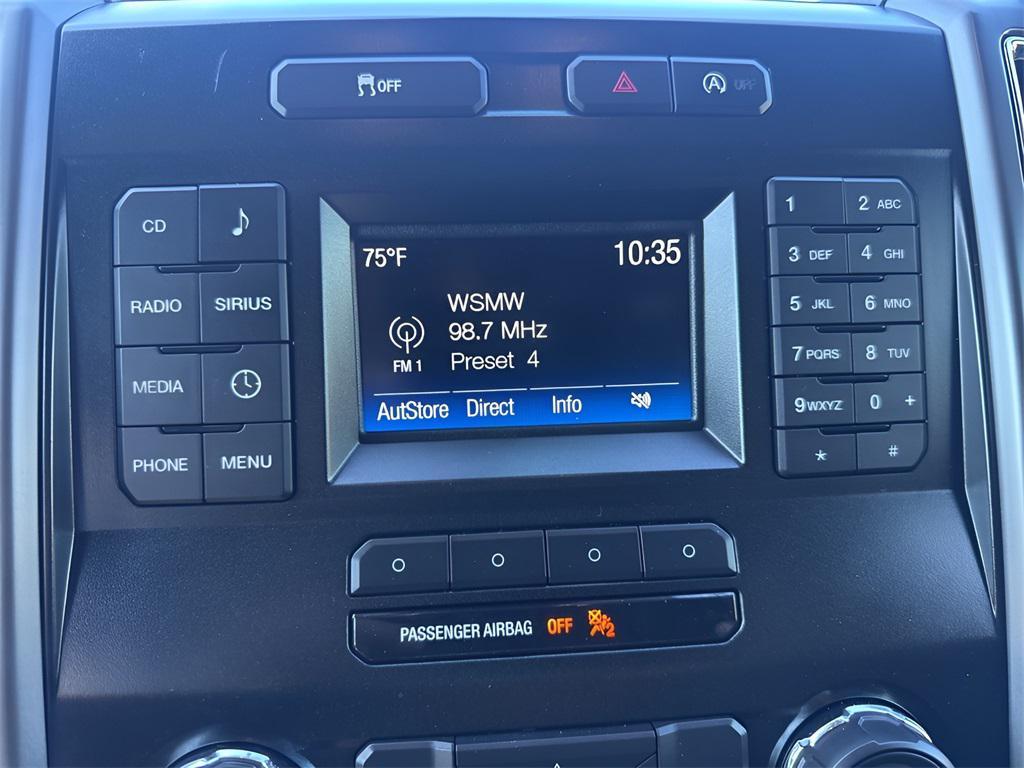 OFF
A OFF
CD
RADIO SIRIUS
MEDIA
PHONE MENU
75°F 10:35
WSMW
98.7 MHz
FM 1 Preset 4
AutStore Direct Info
1 2 ABC
3 DEF 4 GHI
5 JKL 6 MNO
7 PQRS 8 TUV
9 WXYZ 0 +
* #
PASSENGER AIRBAG OFF 2